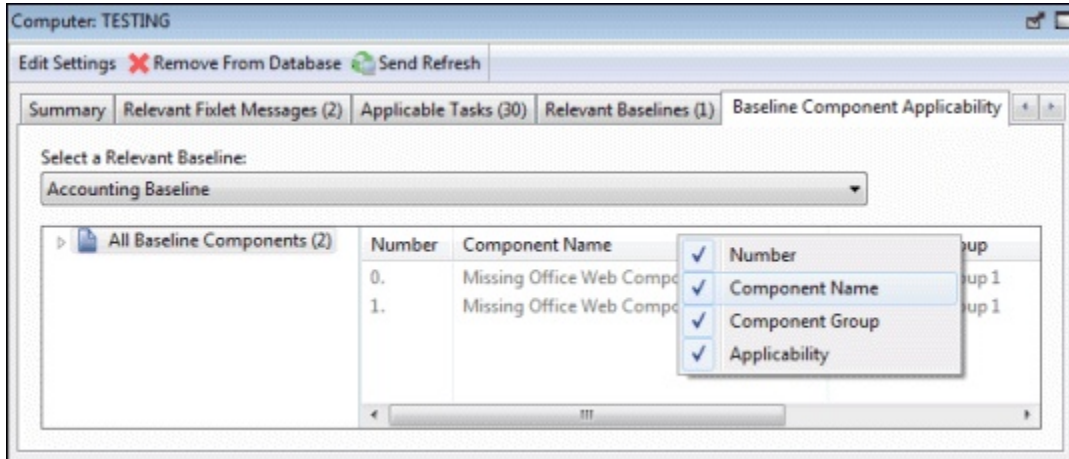 Computer: TESTING
Edit Settings Remove From Database Send Refresh
Summary Relevant Fixlet Messages (2) Applicable Tasks (30) Relevant Baselines (1) Baseline Component Applicability
Select a Relevant Baseline:
Accounting Baseline
All Baseline Components (2)
Number Component Name
0. Missing Office Web
1. Missing Office Web
Number
Component Name
Component Group
Applicability